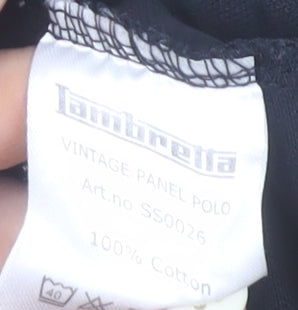 Lambretta
VINTAGE PANEL POLO
Art.no SS0026
100% Cotton
40